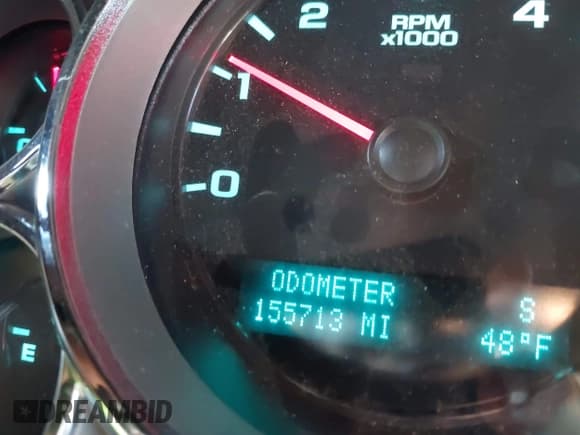 2
4
RPM
x1000
1
0
C
ODOMETER
155713 MI
S
48°F
E
DREAMBID